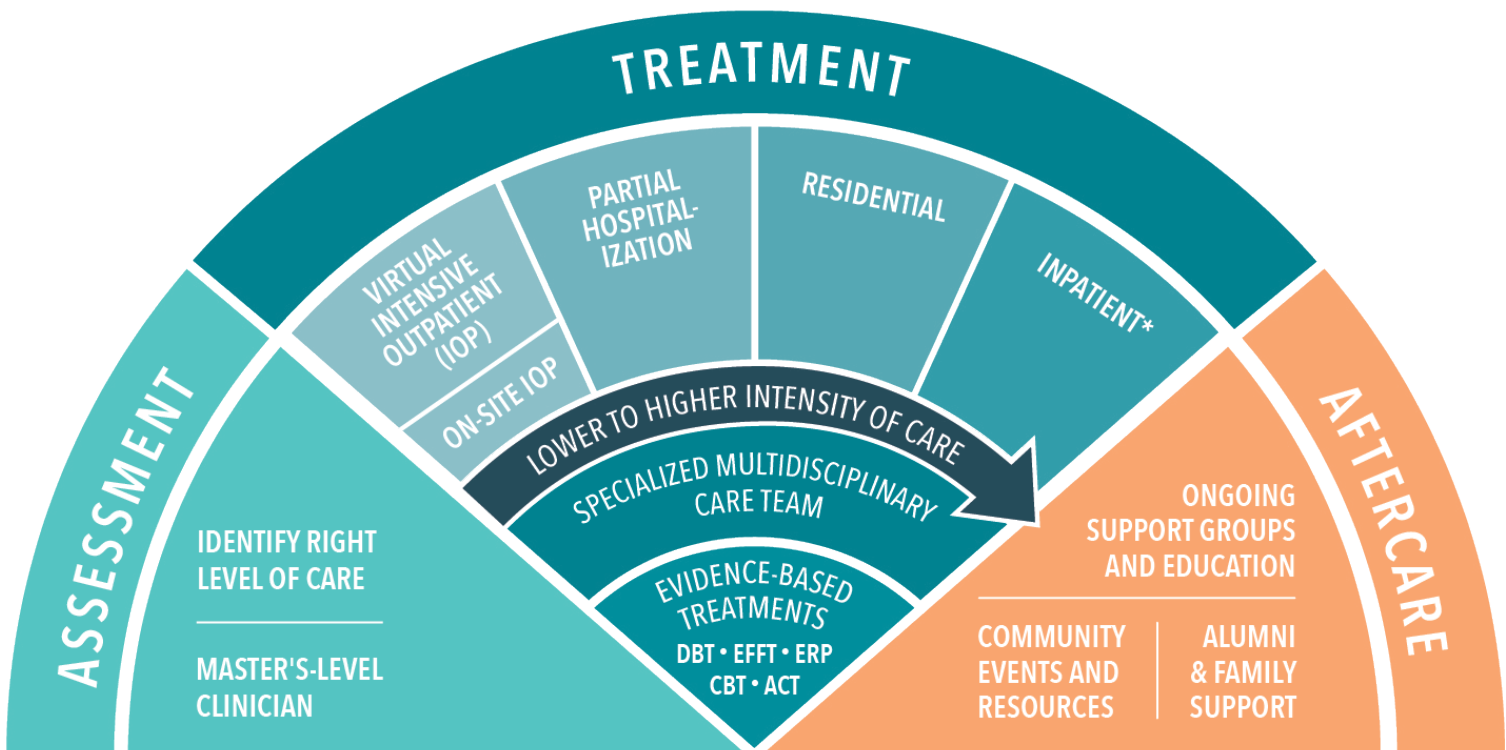 TREATMENT
ASSESSMENT
IDENTIFY RIGHT
LEVEL OF CARE
MASTER'S-LEVEL
CLINICIAN
VIRTUAL
INTENSIVE
OUTPATIENT
(IOP)
ON-SITE IOP
PARTIAL
HOSPITAL-
IZATION
RESIDENTIAL
INPATIENT*
LOWER TO HIGHER INTENSITY OF CARE
SPECIALIZED MULTIDISCIPLINARY
CARE TEAM
EVIDENCE-BASED
TREATMENTS
DBT • EFFT • ERP
CBT • ACT
AFTERCARE
ONGOING
SUPPORT GROUPS
AND EDUCATION
COMMUNITY
EVENTS AND
RESOURCES
ALUMNI
& FAMILY
SUPPORT